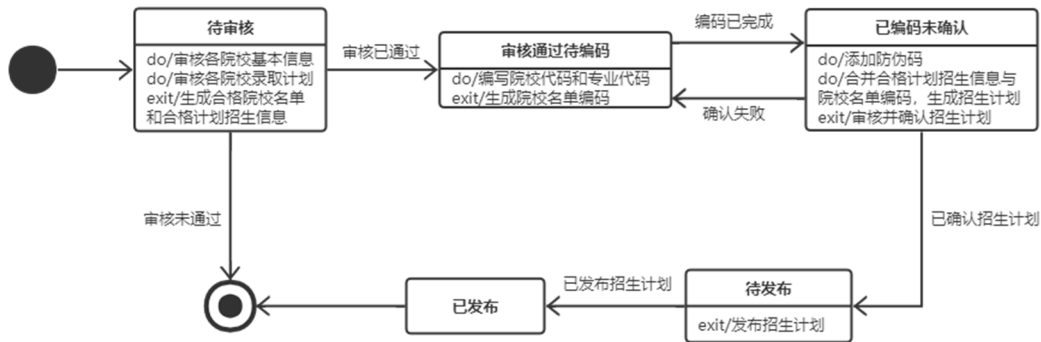 待审核
do/审核各院校基本信息
do/审核各院校录取计划
exit/生成合格院校名单
和合格计划招生信息
审核已通过
审核通过待编码
do/编写院校代码和专业代码
exit/生成院校名单编码
编码已完成
确认失败
已编码未确认
do/添加防伪码
do/合并合格计划招生信息与
院校名单编码，生成招生计划
exit/审核并确认招生计划
审核未通过
已确认招生计划
已发布
已发布招生计划
待发布
exit/发布招生计划